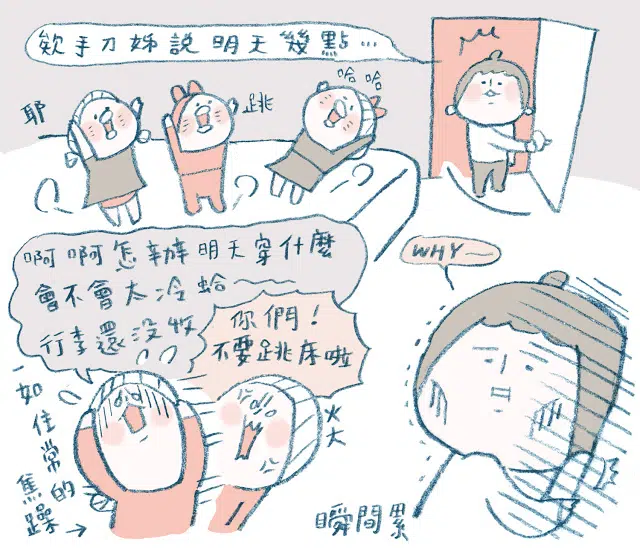 欸手刀姊說明天幾點…
哈哈
跳
耶
啊啊怎辦明天穿什麼
會不會太冷蛤——
行李還沒收
你們！
不要跳床啦
WHY—
一如住常的焦躁→
火大
瞬間累